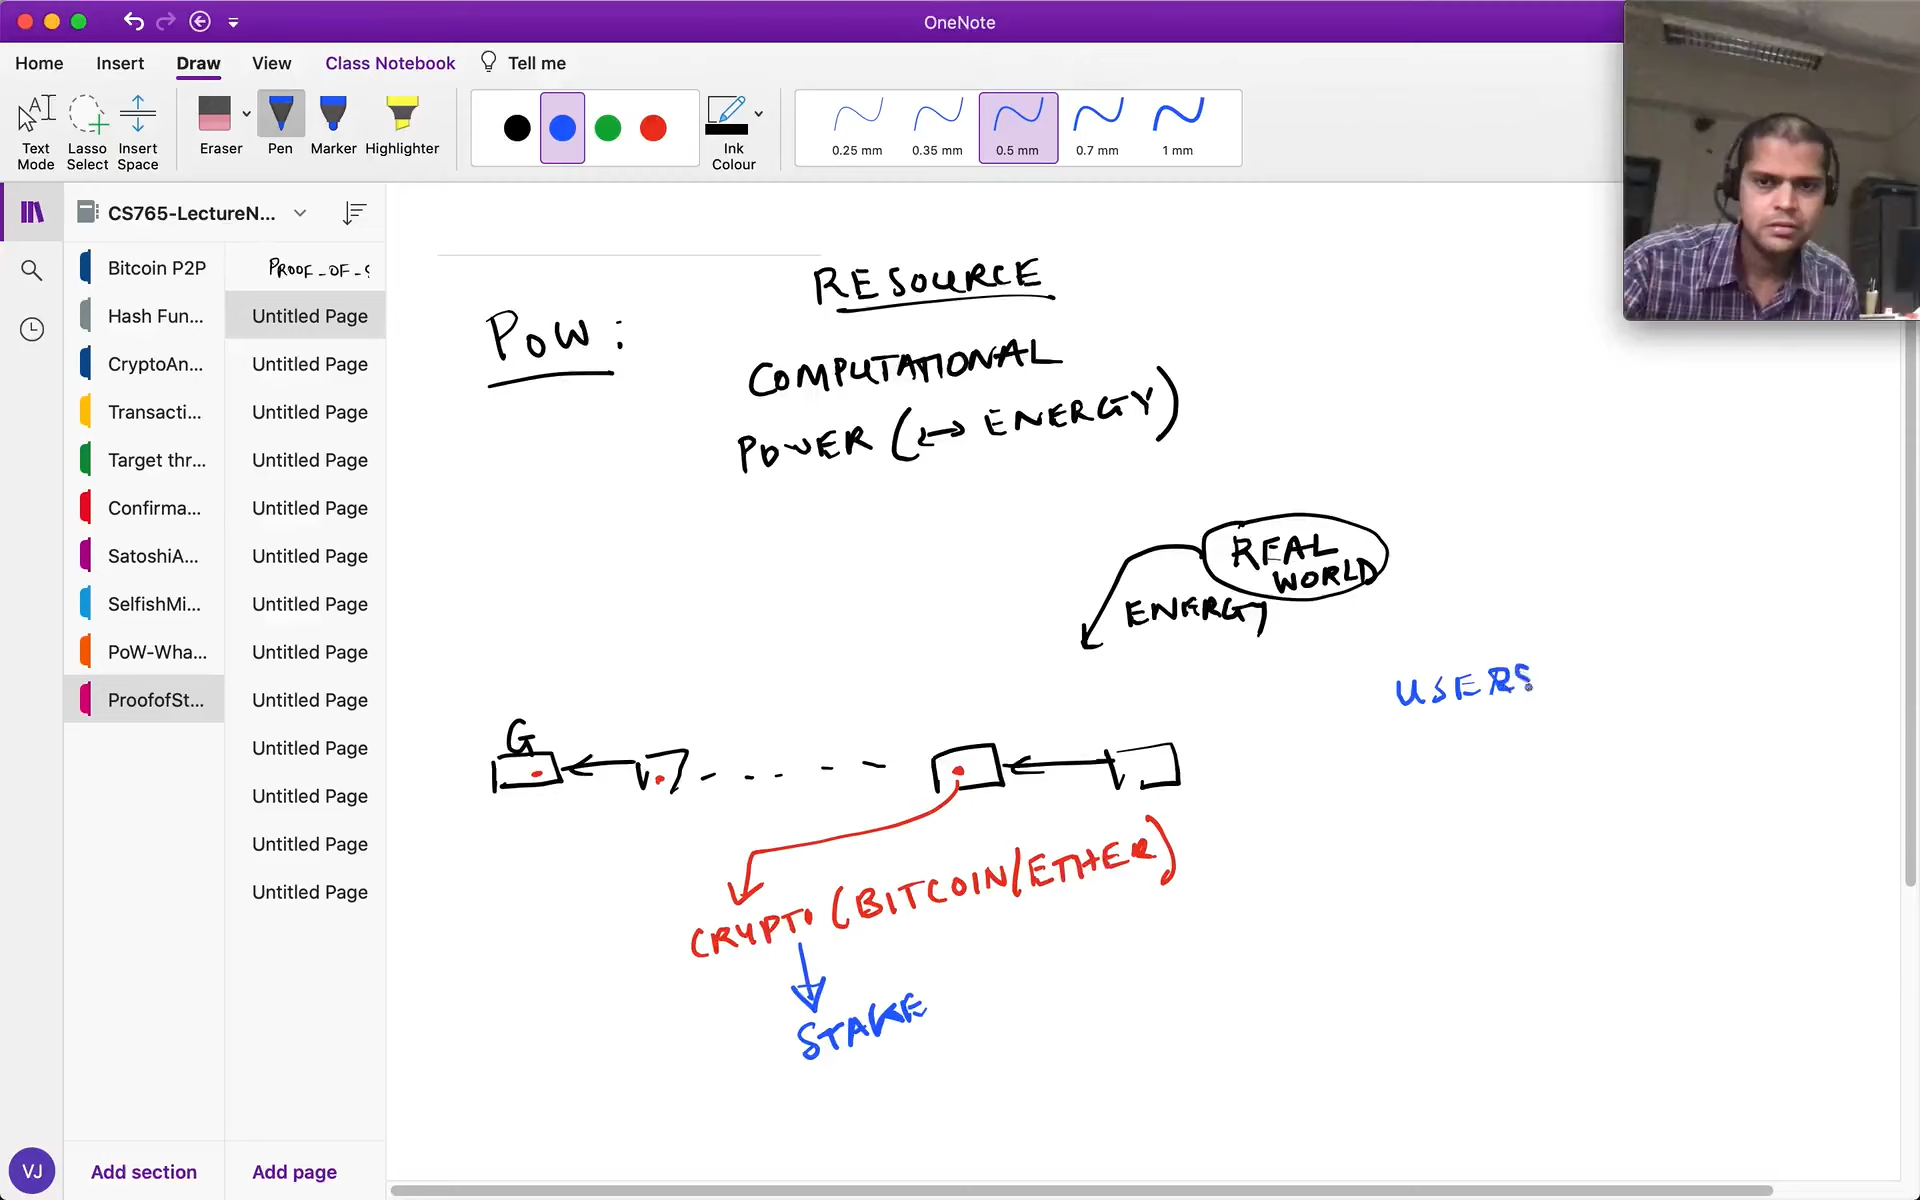 OneNote
Home Insert Draw View Class Notebook Tell me
Text Mode
Lasso Select
Insert Space
Eraser
Pen
Marker
Highlighter
Ink Colour
0.25 mm
0.35 mm
0.5 mm
0.7 mm
1 mm
CS765-LectureN...
Bitcoin P2P
Hash Fun...
CryptoAn...
Transacti...
Target thr...
Confirma...
SatoshiA...
SelfishMi...
PoW-Wha...
ProofofSt...
Add section
PROOF-OF-S
Untitled Page
Untitled Page
Untitled Page
Untitled Page
Untitled Page
Untitled Page
Untitled Page
Untitled Page
Untitled Page
Untitled Page
Untitled Page
Untitled Page
Untitled Page
Add page
VJ
RESOURCE
POW:
COMPUTATIONAL
POWER (↔ ENERGY)
REAL
WORLD
ENERGY
USERS
G
CRYPTO (BITCOIN/ETHER)
STAKE